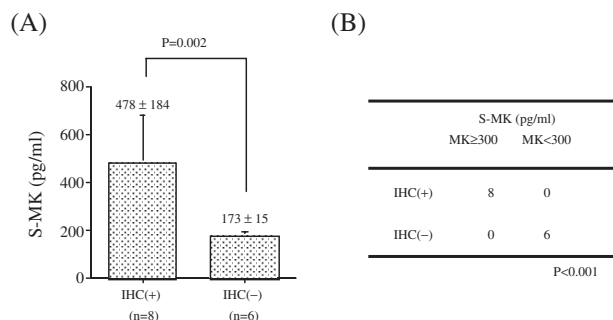 (A)
P=0.002
800
600
400
200
0
S-MK (pg/ml)
478 ± 184
173 ± 15
IHC(+)
(n=8)
IHC(−)
(n=6)
(B)
S-MK (pg/ml)
MK≥300 MK<300
IHC(+) 8 0
IHC(−) 0 6
P<0.001